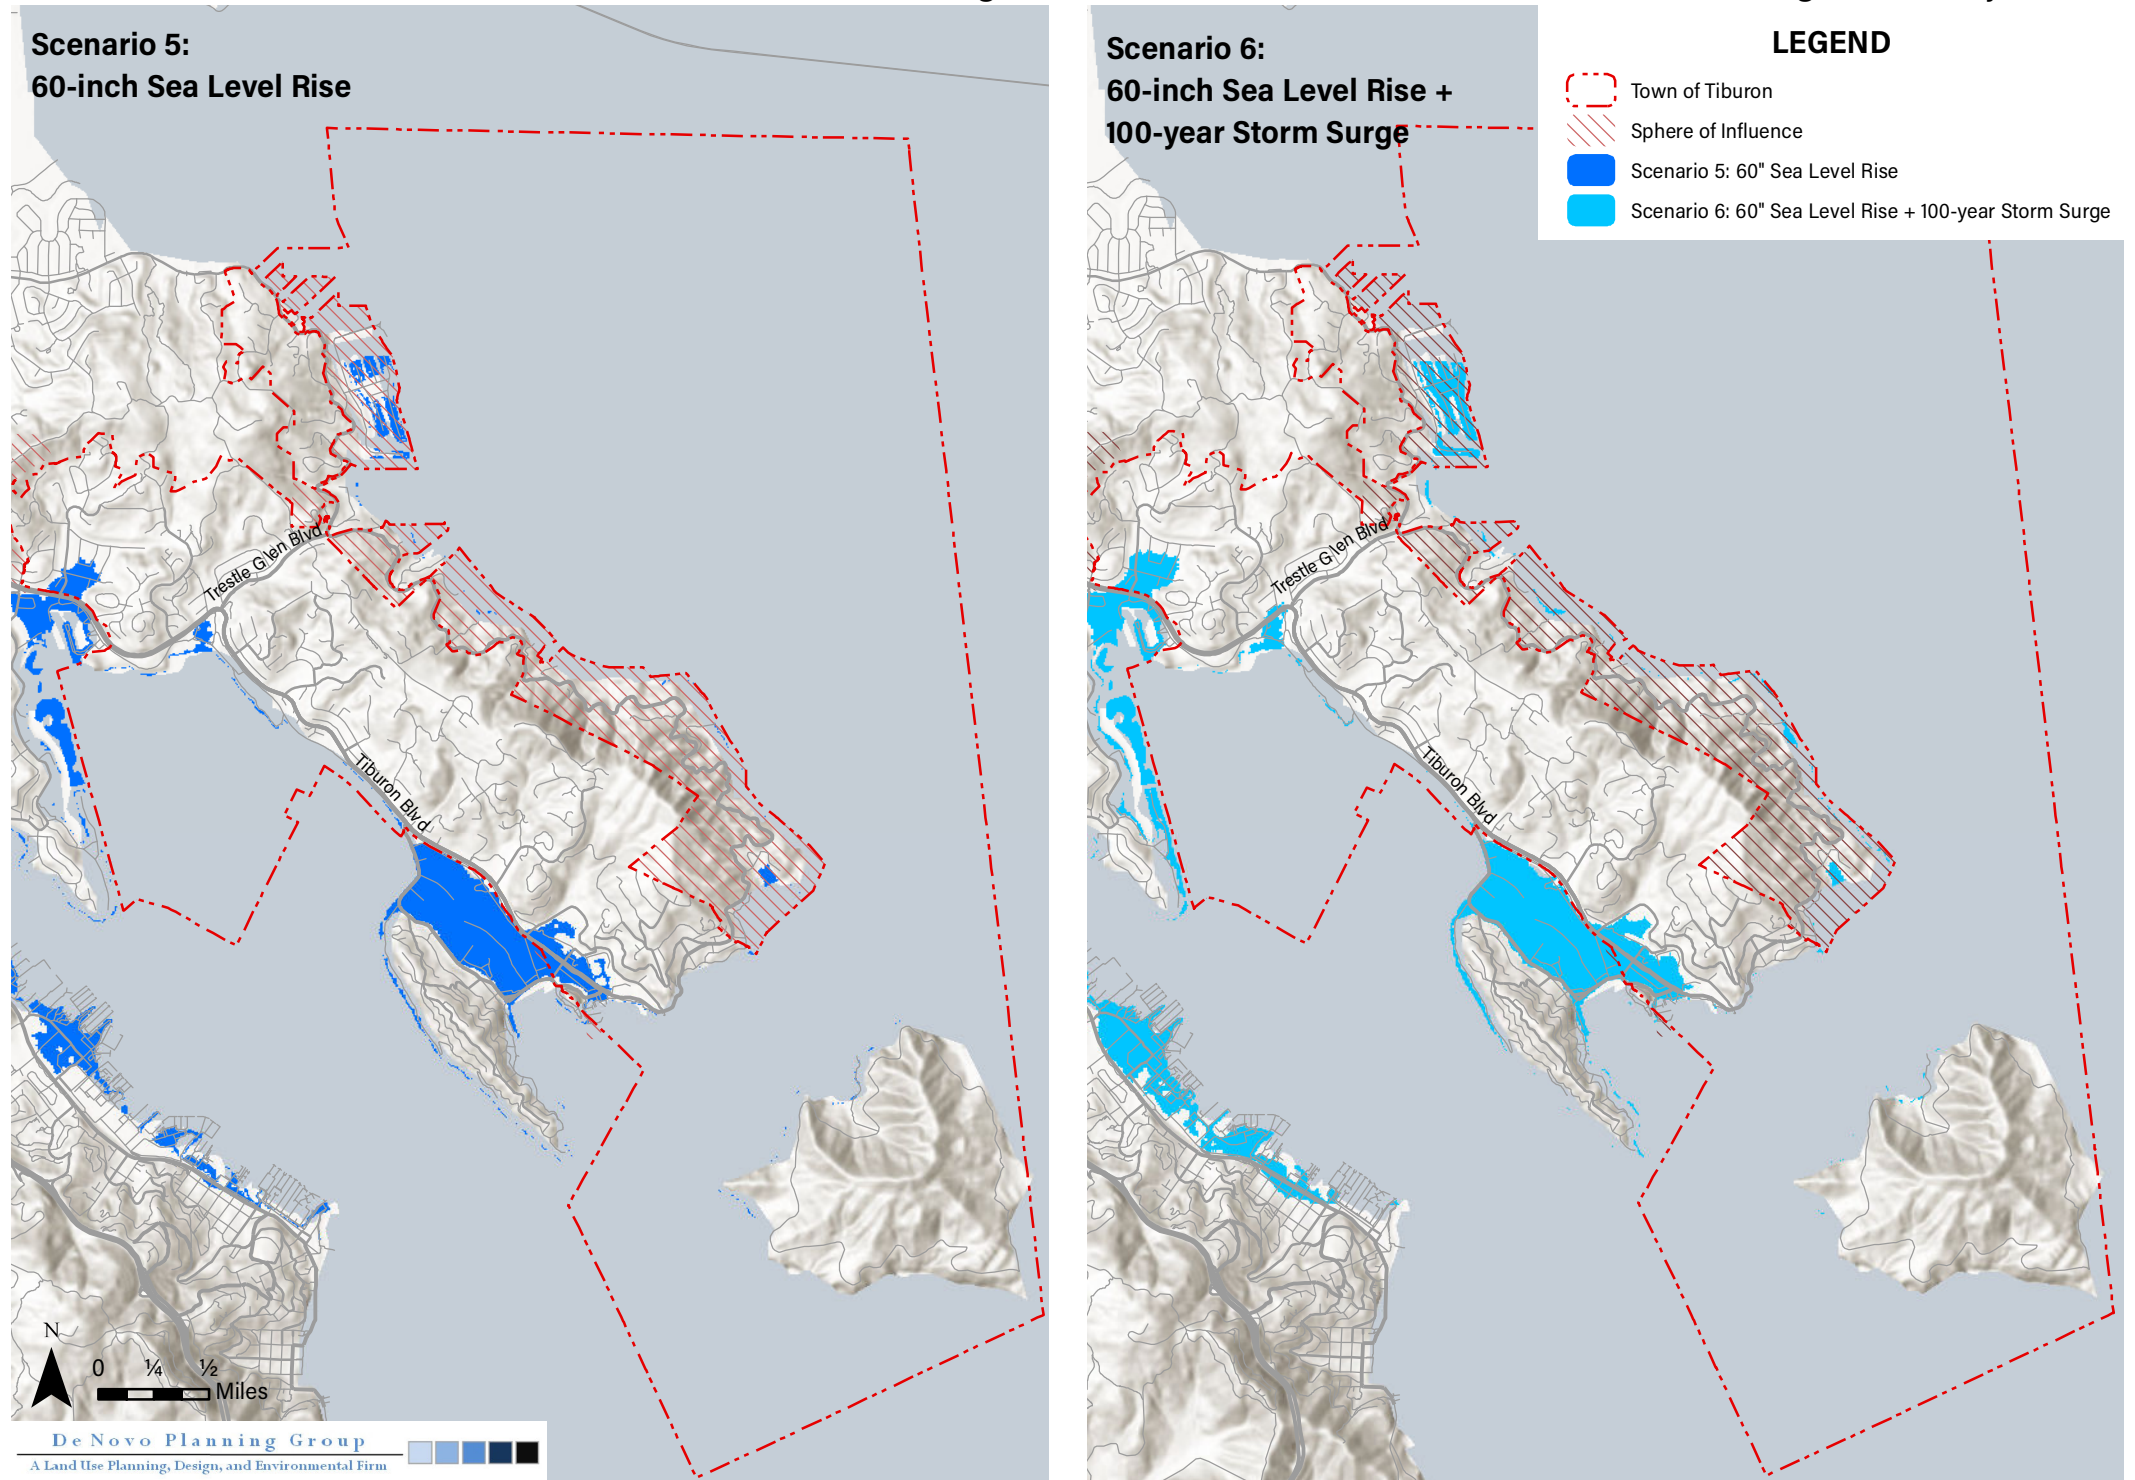 Scenario 5:
60-inch Sea Level Rise
Trestle Glen Blvd
Tiburon Blvd
N
0 ¼ ½
Miles
De Novo Planning Group
A Land Use Planning, Design, and Environmental Firm
Scenario 6:
60-inch Sea Level Rise +
100-year Storm Surge
Trestle Glen Blvd
Tiburon Blvd
LEGEND
Town of Tiburon
Sphere of Influence
Scenario 5: 60" Sea Level Rise
Scenario 6: 60" Sea Level Rise + 100-year Storm Surge